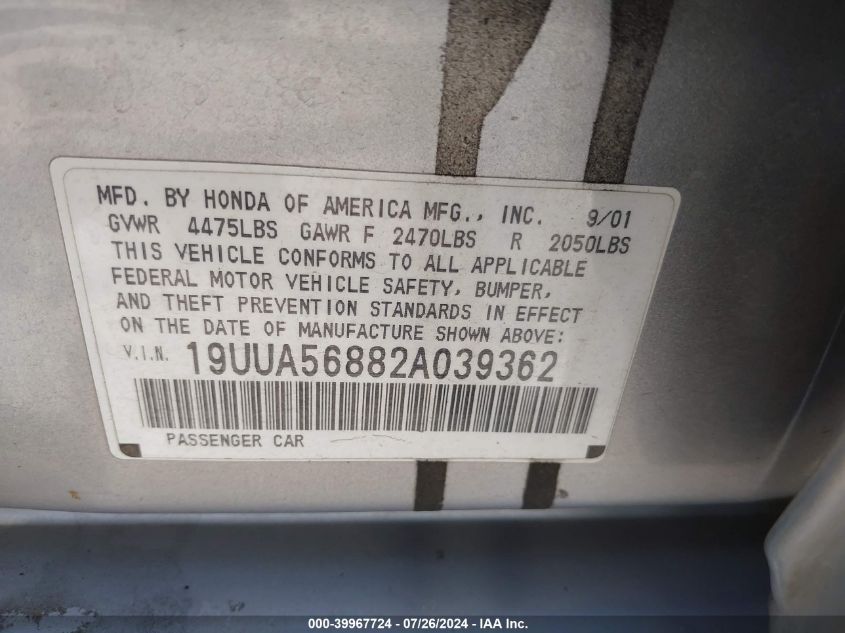 MFD. BY HONDA OF AMERICA MFG., INC. 9/01
GVWR 4475LBS GAWR F 2470LBS R 2050LBS
THIS VEHICLE CONFORMS TO ALL APPLICABLE
FEDERAL MOTOR VEHICLE SAFETY, BUMPER,
AND THEFT PREVENTION STANDARDS IN EFFECT
ON THE DATE OF MANUFACTURE SHOWN ABOVE:
V.I.N. 19UUA56882A039362
PASSENGER CAR
000-39967724 - 07/26/2024 - IAA Inc.